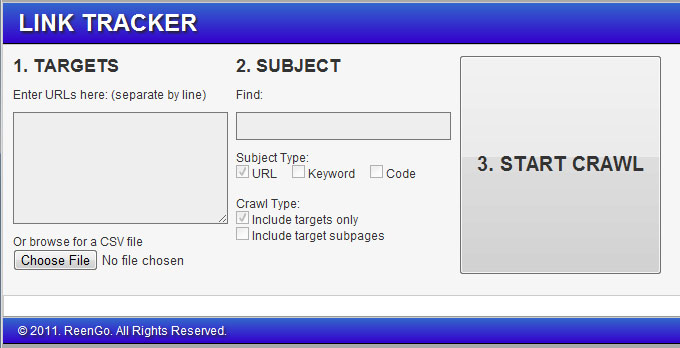 LINK TRACKER
1. TARGETS
Enter URLs here: (separate by line)
Or browse for a CSV file
Choose File No file chosen
2. SUBJECT
Find:
Subject Type:
URL Keyword Code
Crawl Type:
Include targets only
Include target subpages
3. START CRAWL
© 2011. ReenGo. All Rights Reserved.